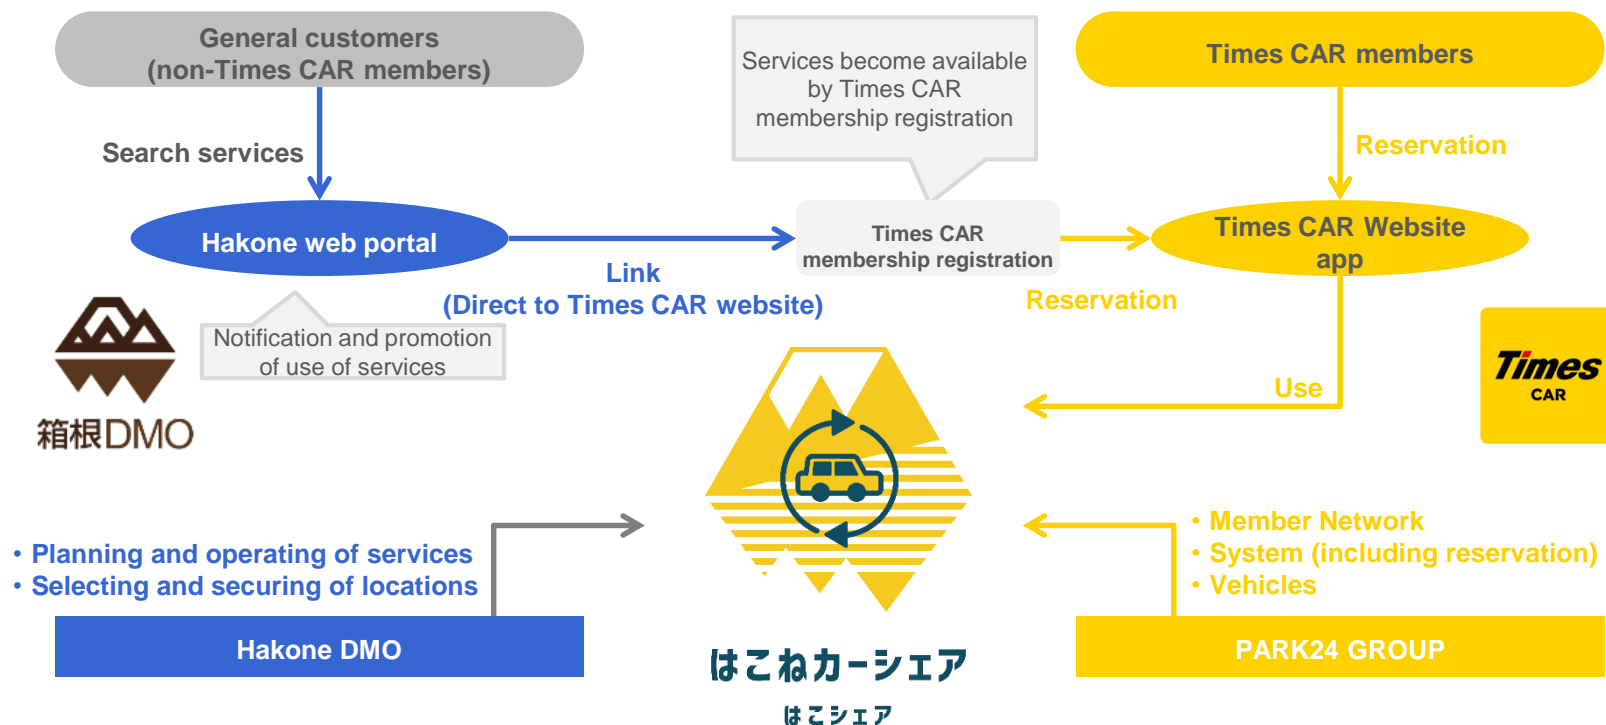 General customers
(non-Times CAR members)
Services become available
by Times CAR
membership registration
Times CAR members
Search services
Reservation
Hakone web portal
Times CAR
membership registration
Times CAR Website
app
Link
(Direct to Times CAR website)
Reservation
Notification and promotion
of use of services
箱根DMO
Use
Times
CAR
• Member Network
• System (including reservation)
• Vehicles
• Planning and operating of services
• Selecting and securing of locations
Hakone DMO
PARK24 GROUP
はこねカーシェア
はこシェア